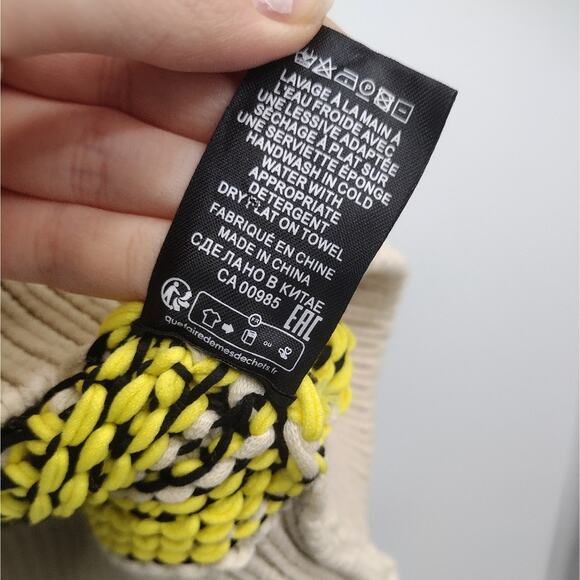 LAVAGE À LA MAIN À
L'EAU FROIDE AVEC
UNE LESSIVE ADAPTÉE
SÉCHAGE À PLAT SUR
UNE SERVIETTE ÉPONGE
HANDWASH IN COLD
WATER WITH
APPROPRIATE
DETERGENT
DRY FLAT ON TOWEL
FABRIQUÉ EN CHINE
MADE IN CHINA
СДЕЛАНО В КИТАЕ
CA 00985
EAC
OU
quefairedemesdechets.fr